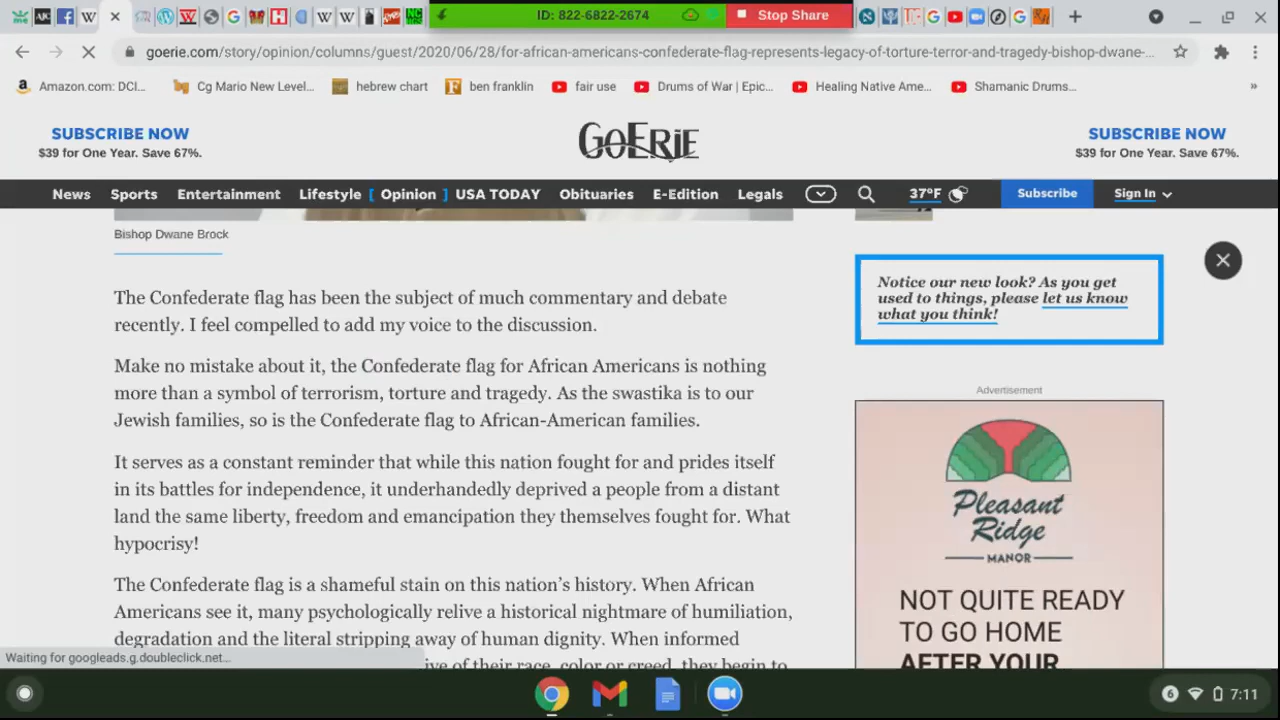 ID: 822-6822-2674
Stop Share
goerie.com/story/opinion/columns/guest/2020/06/28/for-african-americans-confederate-flag-represents-legacy-of-torture-terror-and-tragedy-bishop-dwane-...
Amazon.com: DCI...
Cg Mario New Level...
hebrew chart
ben franklin
fair use
Drums of War | Epic...
Healing Native Ame...
Shamanic Drums...
»
SUBSCRIBE NOW
$39 for One Year. Save 67%.
GOERIE
SUBSCRIBE NOW
$39 for One Year. Save 67%.
News Sports Entertainment Lifestyle [ Opinion ] USA TODAY Obituaries E-Edition Legals 37°F Subscribe Sign In
Bishop Dwane Brock
The Confederate flag has been the subject of much commentary and debate
recently. I feel compelled to add my voice to the discussion.
Make no mistake about it, the Confederate flag for African Americans is nothing
more than a symbol of terrorism, torture and tragedy. As the swastika is to our
Jewish families, so is the Confederate flag to African-American families.
It serves as a constant reminder that while this nation fought for and prides itself
in its battles for independence, it underhandedly deprived a people from a distant
land the same liberty, freedom and emancipation they themselves fought for. What
hypocrisy!
The Confederate flag is a shameful stain on this nation's history. When African
Americans see it, many psychologically relive a historical nightmare of humiliation,
degradation and the literal stripping away of human dignity. When informed
ive of their race, color or creed, they begin to
Notice our new look? As you get
used to things, please let us know
what you think!
Advertisement
Pleasant
Ridge
MANOR
NOT QUITE READY
TO GO HOME
AFTER YOUR
Waiting for googleads.g.doubleclick.net...
6
7:11